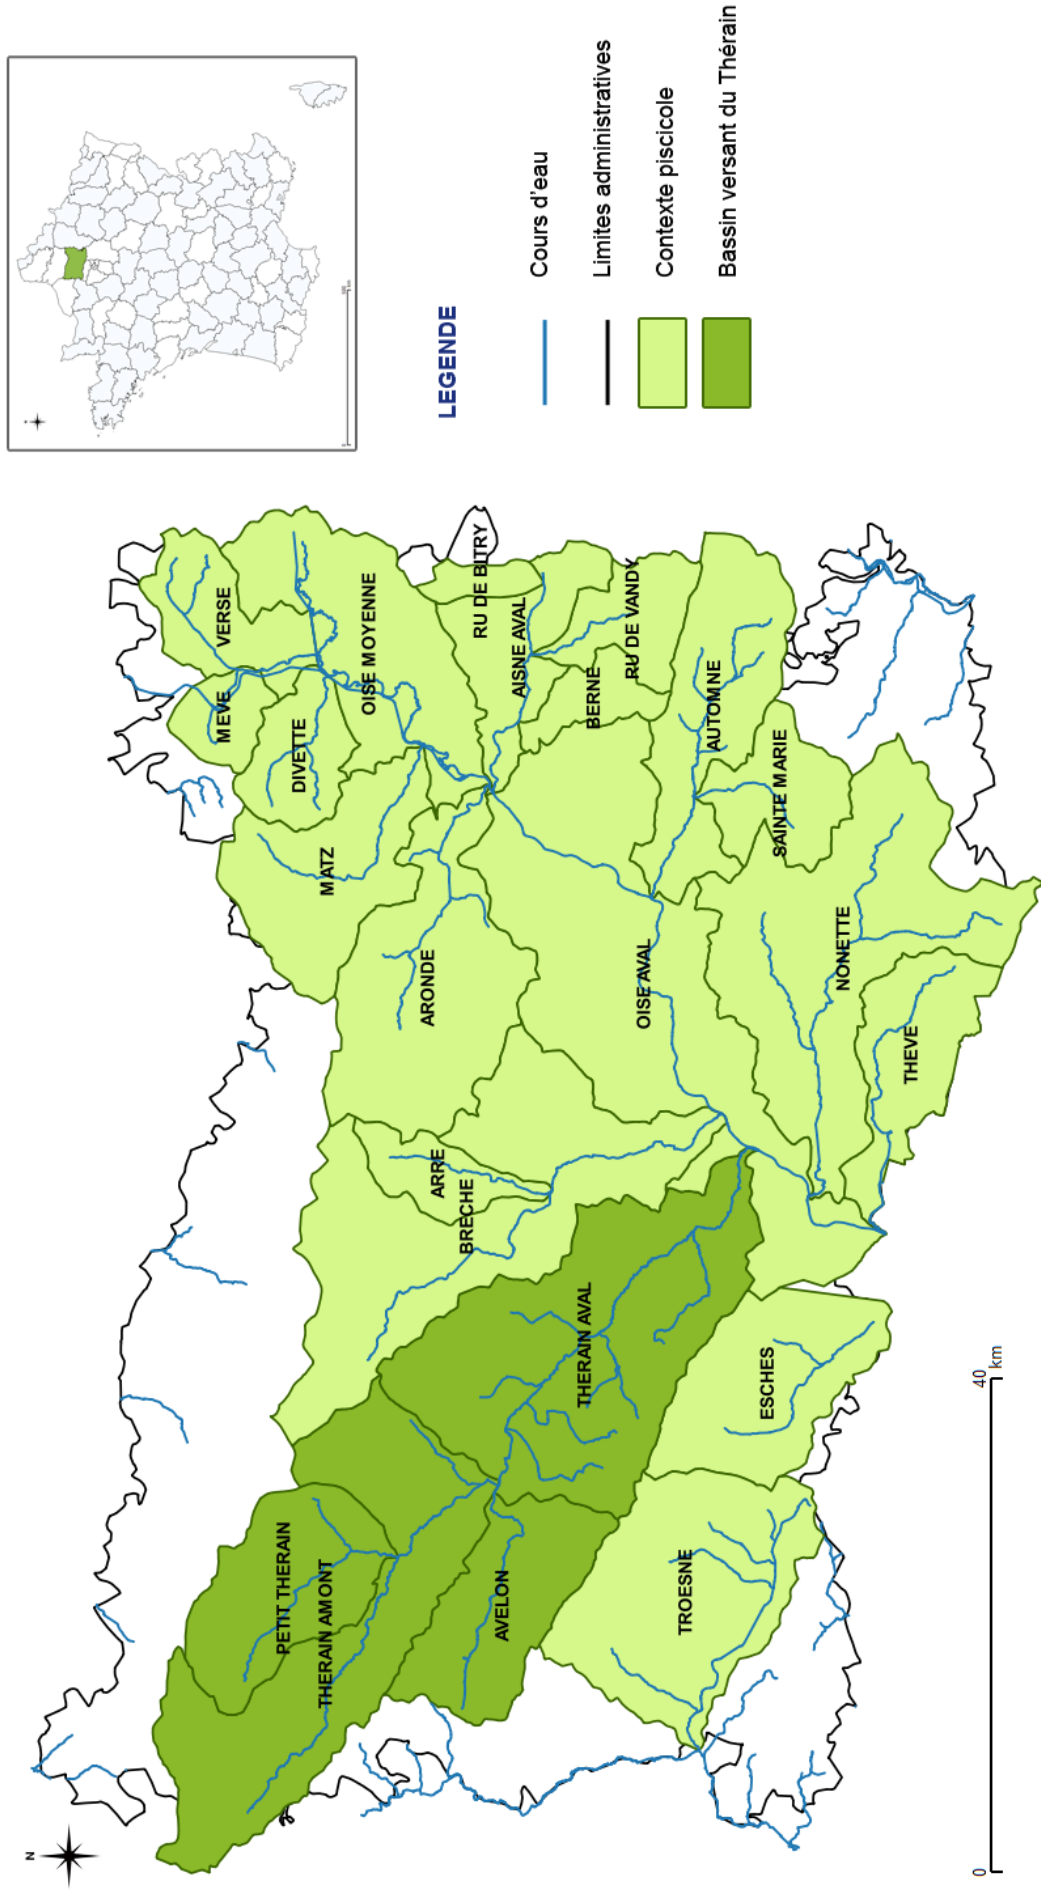 N
LEGENDE
Cours d'eau
Limites administratives
Contexte piscicole
Bassin versant du Thérain
PETIT THERAIN
THERAIN AMONT
AVELON
THERAIN AVAL
TROESNE
ESCHES
BRECHE
ARRE
ARONDE
MATZ
DIVETTE
MEVE
VERSE
OISE MOYENNE
RU DE BITRY
AISNE AVAL
BERNE
RU DE VANDY
AUTOMNE
SAINTE MARIE
OISE AVAL
NONETTE
THEVE
0
40
km